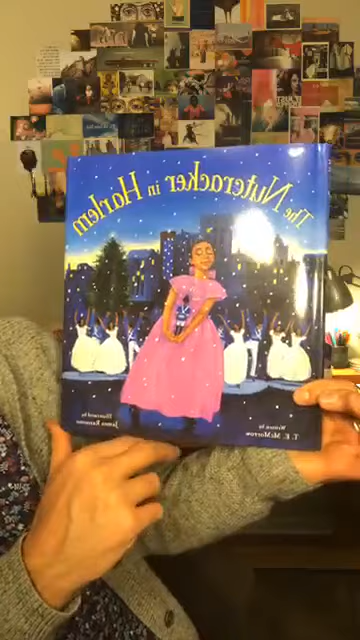 The Nutcracker in Harlem
Written by
T. E. McMorrow
Illustrated by
James Ransome